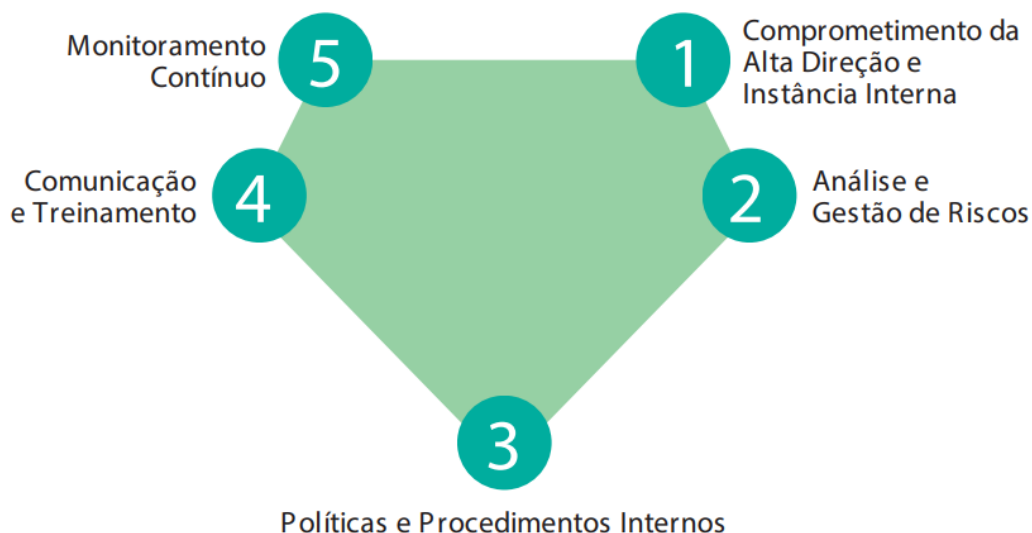 1
Comprometimento da
Alta Direção e
Instância Interna
2
Análise e
Gestão de Riscos
3
Políticas e Procedimentos Internos
4
Comunicação
e Treinamento
5
Monitoramento
Contínuo